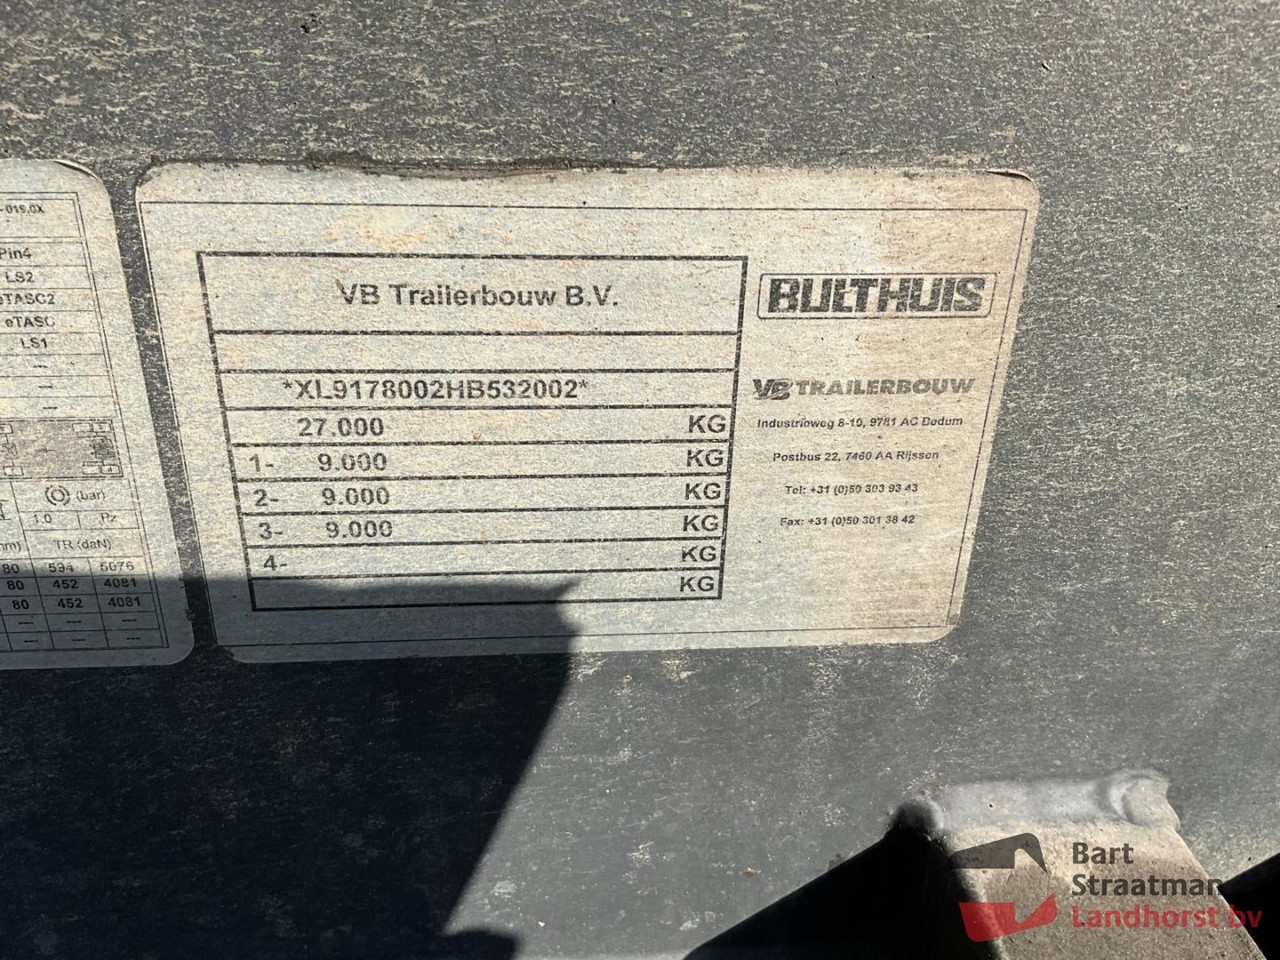 -019.0X
Pin4
LS2
eTASC2
eTASC
LS1
---
---
(bar)
1.0 Pz
TR (daN)
80 594 5076
80 452 4081
80 452 4081
--- --- ---
--- --- ---
VB Trailerbouw B.V.
*XL9178002HB532002*
27.000 KG
1- 9.000 KG
2- 9.000 KG
3- 9.000 KG
4- KG
KG
BULTHUIS
VB TRAILERBOUW
Industrieweg 8-10, 9781 AC Bedum
Postbus 22, 7460 AA Rijssen
Tel: +31 (0)50 303 93 43
Fax: +31 (0)50 301 38 42
Bart
Straatman
Landhorst bv